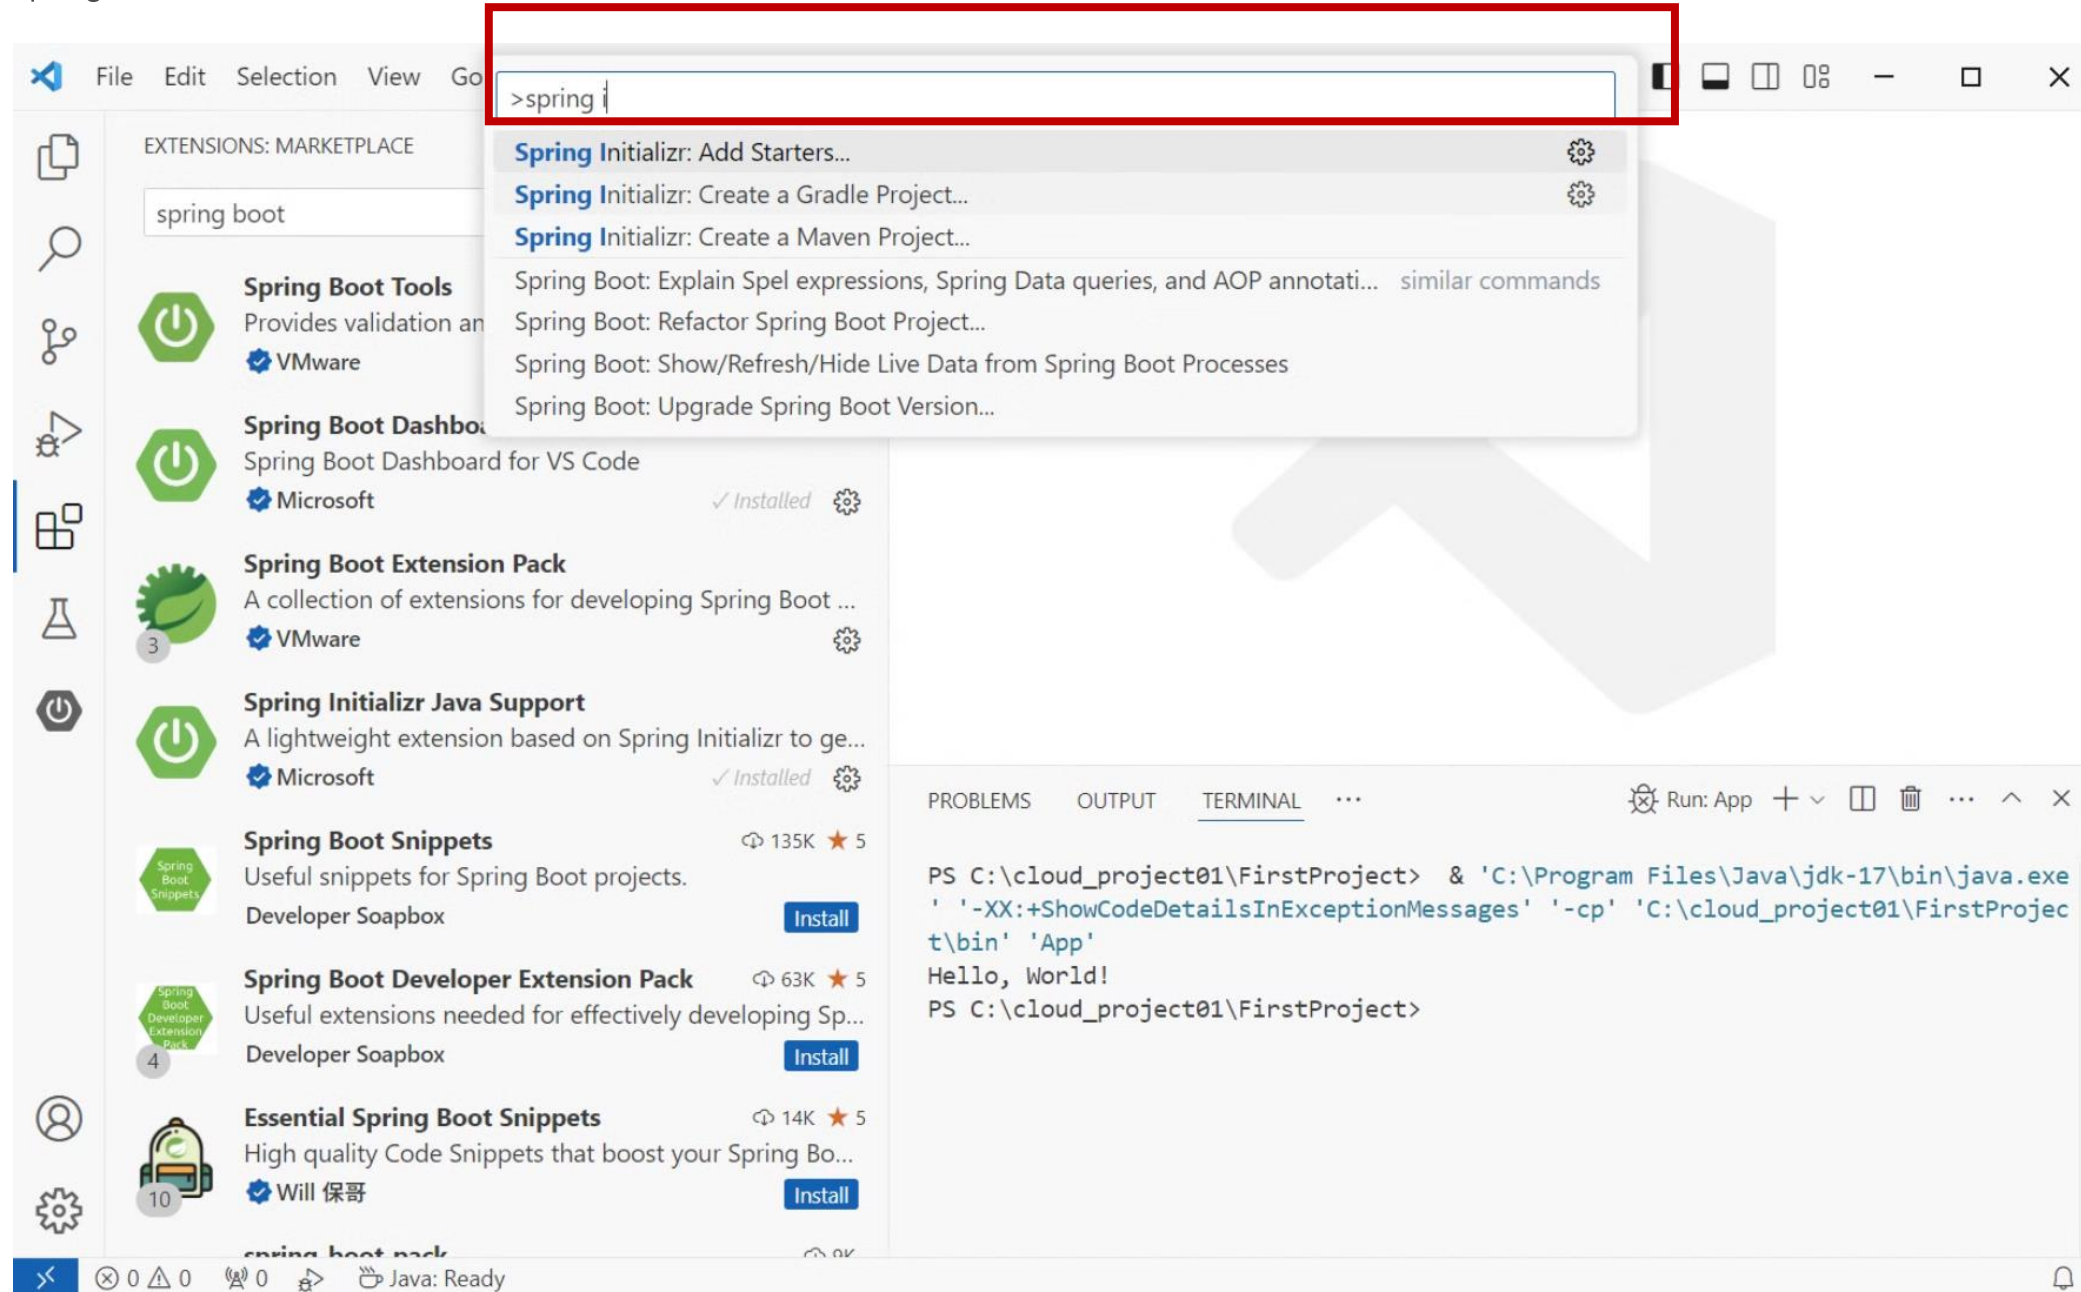 File Edit Selection View Go
>spring i
EXTENSIONS: MARKETPLACE
spring boot
Spring Initializr: Add Starters...
Spring Initializr: Create a Gradle Project...
Spring Initializr: Create a Maven Project...
Spring Boot: Explain Spel expressions, Spring Data queries, and AOP annotati... similar commands
Spring Boot: Refactor Spring Boot Project...
Spring Boot: Show/Refresh/Hide Live Data from Spring Boot Processes
Spring Boot: Upgrade Spring Boot Version...
Spring Boot Tools
Provides validation an
VMware
Spring Boot Dashboa
Spring Boot Dashboard for VS Code
Microsoft ✓ Installed
Spring Boot Extension Pack
A collection of extensions for developing Spring Boot ...
3 VMware
Spring Initializr Java Support
A lightweight extension based on Spring Initializr to ge...
Microsoft ✓ Installed
Spring Boot Snippets 135K ★ 5
Useful snippets for Spring Boot projects.
Developer Soapbox Install
Spring
Boot
Snippets
Spring Boot Developer Extension Pack 63K ★ 5
Useful extensions needed for effectively developing Sp...
Developer Soapbox Install
Spring
Boot
Developer
Extension
Pack
4
Essential Spring Boot Snippets 14K ★ 5
High quality Code Snippets that boost your Spring Bo...
10 Will 保哥 Install
spring-boot-pack 9K
PROBLEMS OUTPUT TERMINAL ... Run: App
PS C:\cloud_project01\FirstProject> & 'C:\Program Files\Java\jdk-17\bin\java.exe
' '-XX:+ShowCodeDetailsInExceptionMessages' '-cp' 'C:\cloud_project01\FirstProjec
t\bin' 'App'
Hello, World!
PS C:\cloud_project01\FirstProject>
0 0 0 Java: Ready